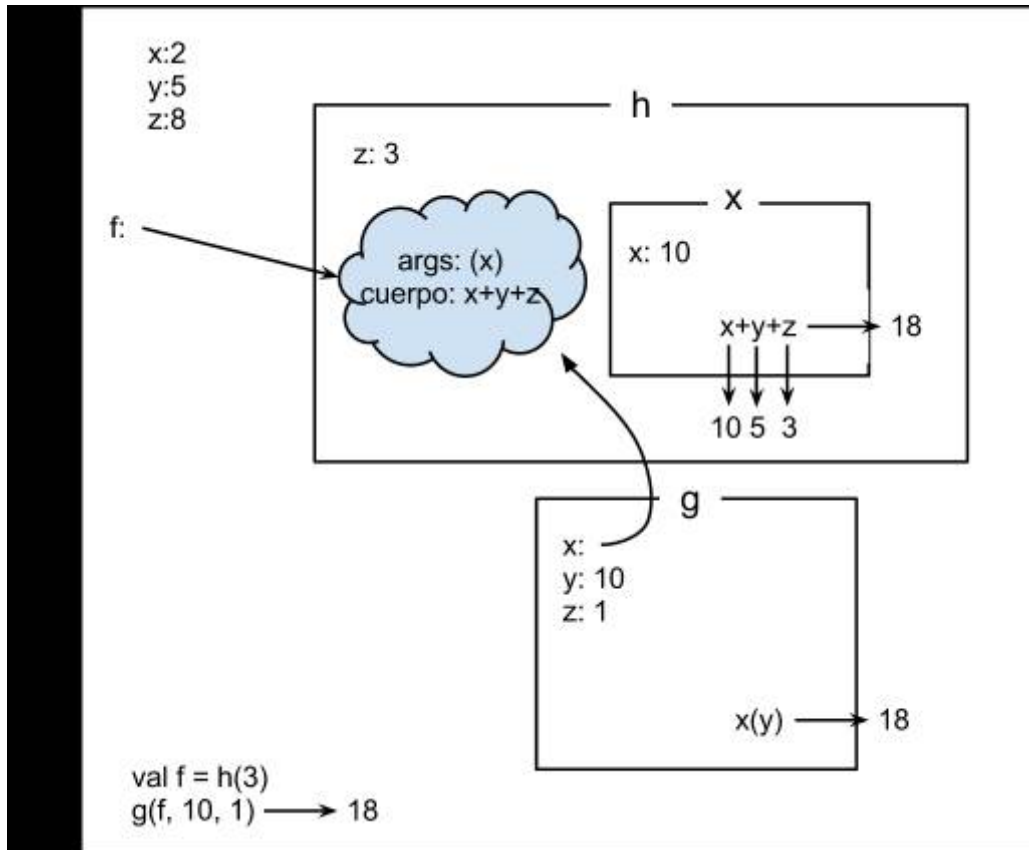 x:2
y:5
z:8
h
z: 3
f:
args: (x)
cuerpo: x+y+z
x
x: 10
x+y+z
18
10 5 3
g
x:
y: 10
z: 1
x(y)
18
val f = h(3)
g(f, 10, 1)
18